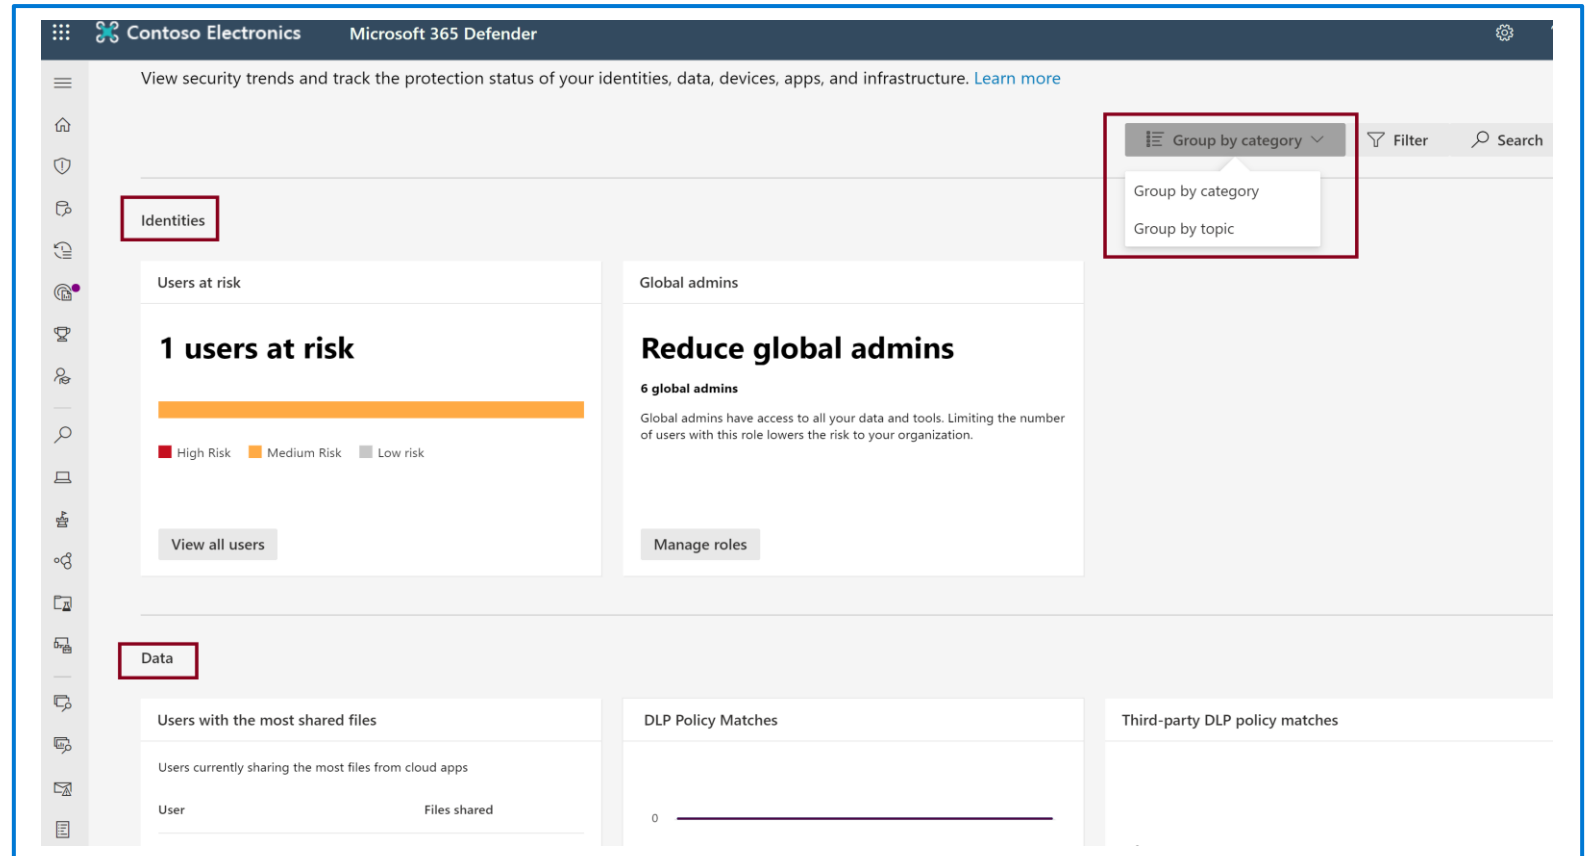 Contoso Electronics Microsoft 365 Defender
View security trends and track the protection status of your identities, data, devices, apps, and infrastructure. Learn more
Group by category Filter Search
Group by category
Group by topic
Identities
Users at risk
1 users at risk
High Risk Medium Risk Low risk
View all users
Global admins
Reduce global admins
6 global admins
Global admins have access to all your data and tools. Limiting the number
of users with this role lowers the risk to your organization.
Manage roles
Data
Users with the most shared files
Users currently sharing the most files from cloud apps
User Files shared
DLP Policy Matches
0
Third-party DLP policy matches